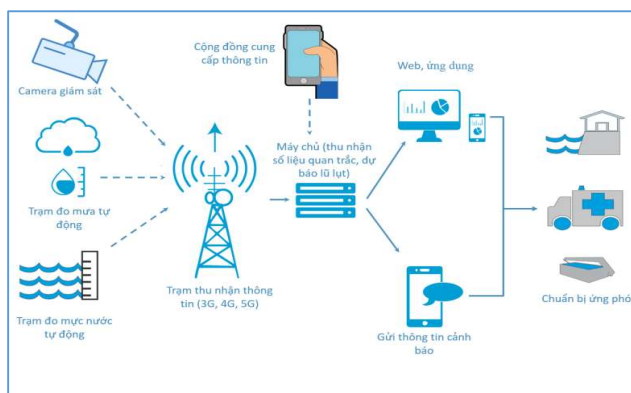 Camera giám sát
Trạm đo mưa tự
động
Trạm đo mực nước
tự động
Trạm thu nhận thông
tin (3G, 4G, 5G)
Cộng đồng cung
cấp thông tin
Máy chủ (thu nhận
số liệu quan trắc, dự
báo lũ lụt)
Web, ứng dụng
Gửi thông tin cảnh
báo
Chuẩn bị ứng phó